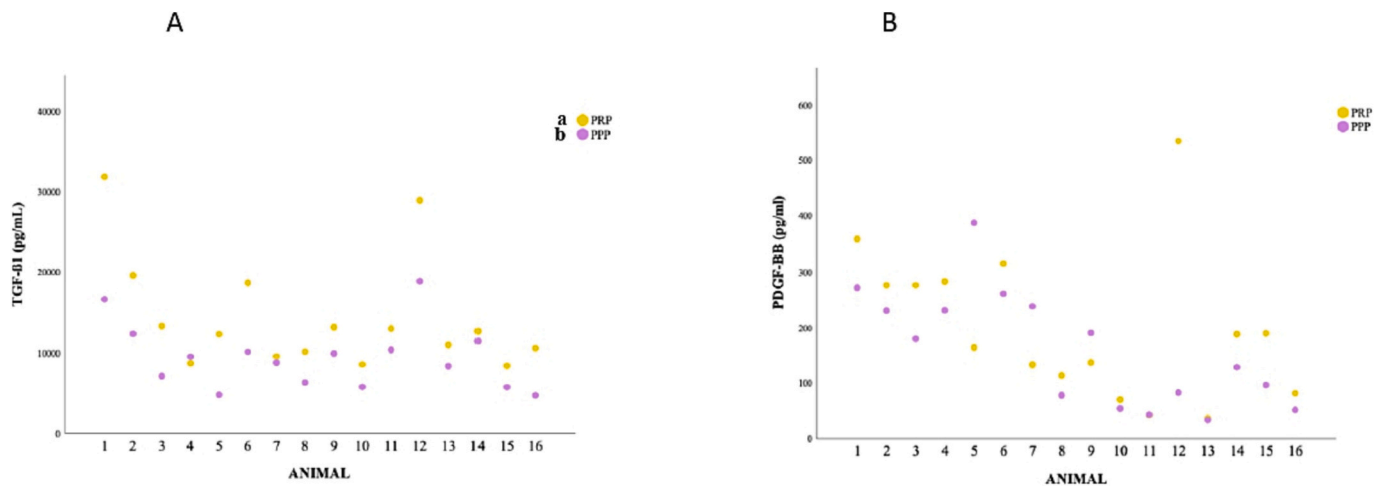 A
40000
30000
20000
10000
0
TGF-ß1 (pg/mL)
a PRP
b PPP
1 2 3 4 5 6 7 8 9 10 11 12 13 14 15 16
ANIMAL
B
600
500
400
300
200
100
0
PDGF-BB (pg/ml)
PRP
PPP
1 2 3 4 5 6 7 8 9 10 11 12 13 14 15 16
ANIMAL